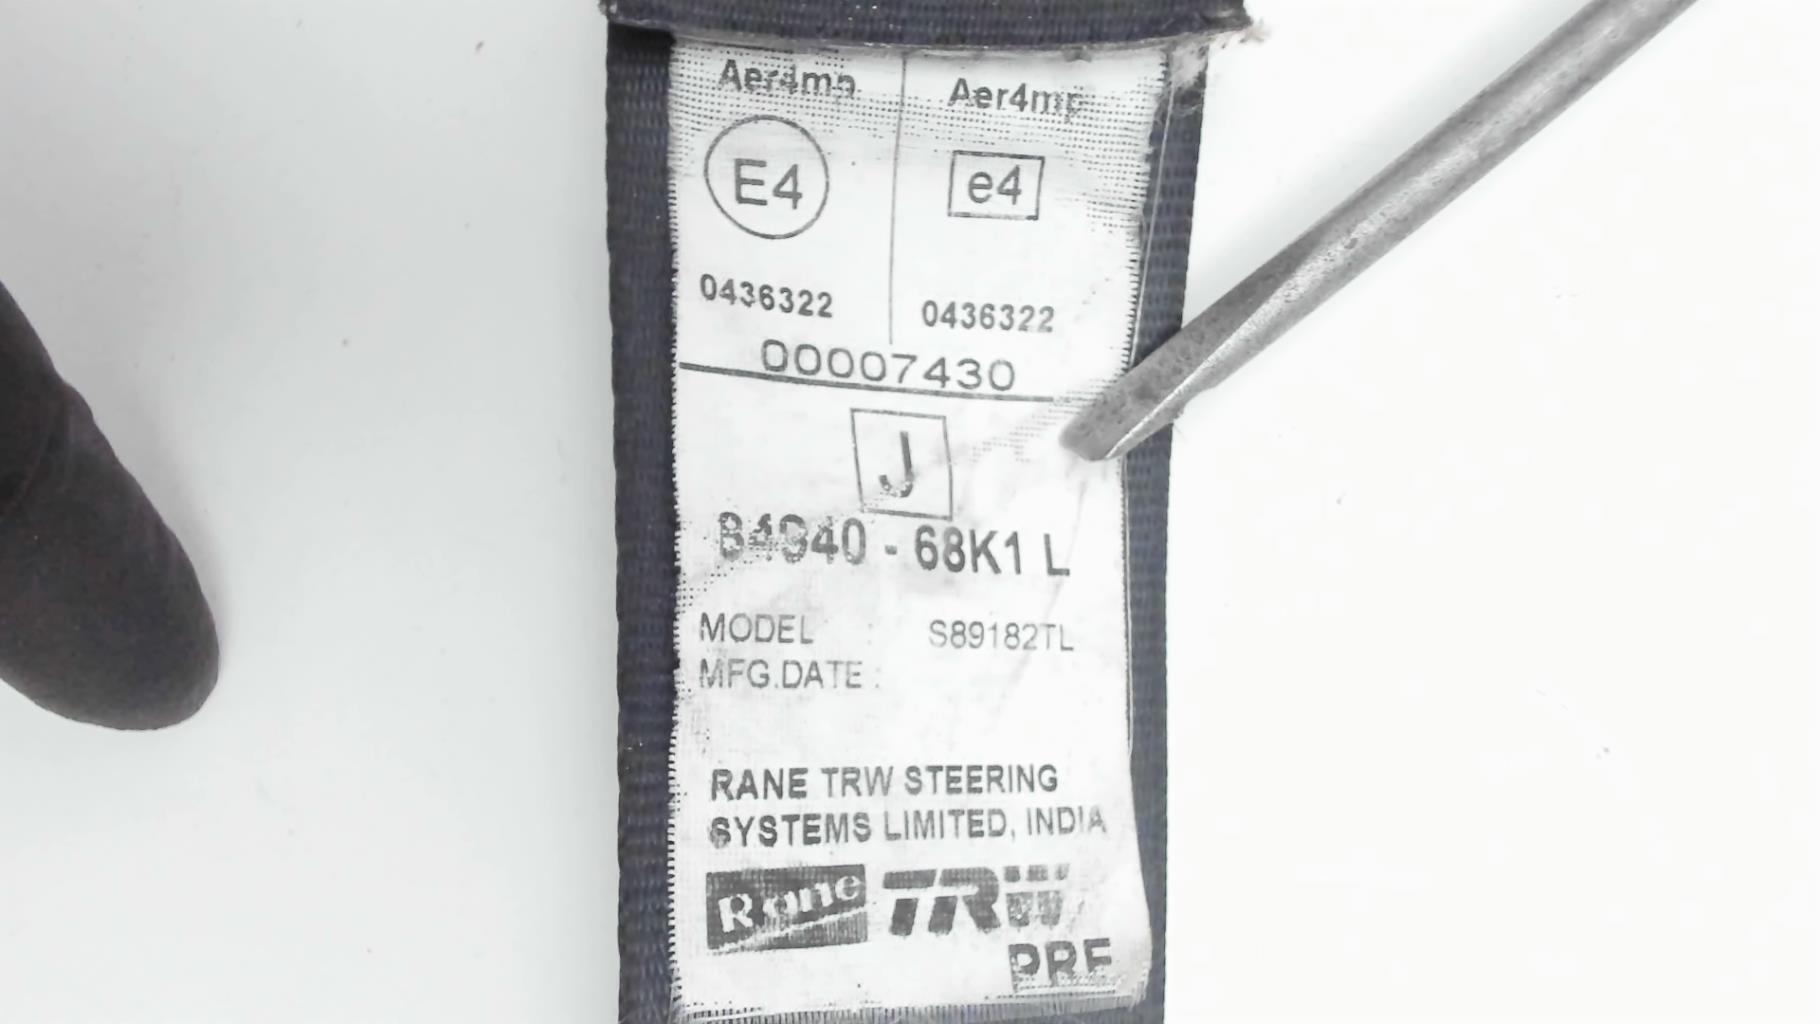 Aer4mp Aer4mp
E4 e4
0436322 0436322
00007430
J
84940 - 68K1 L
MODEL : S89182TL
MFG.DATE :
RANE TRW STEERING
SYSTEMS LIMITED, INDIA
Rane TRW
PRE